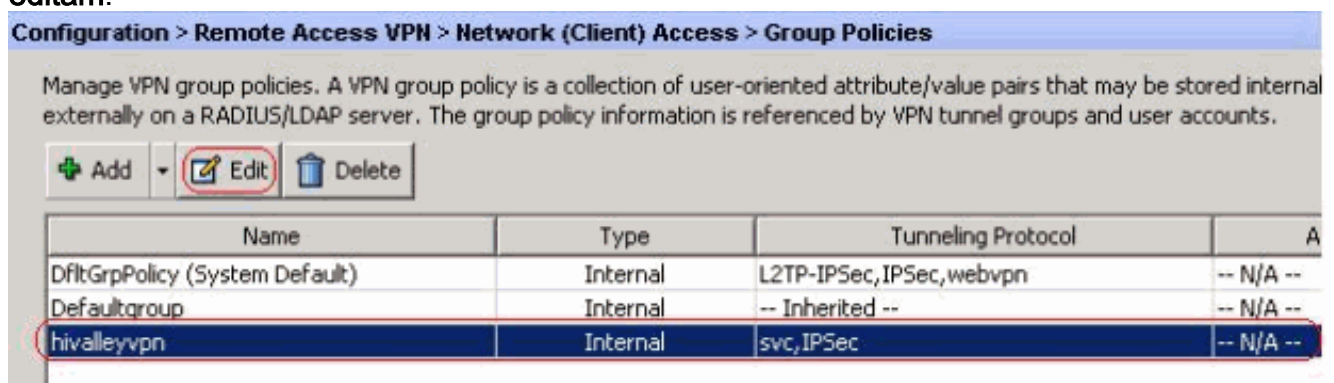 editam.
Configuration > Remote Access VPN > Network (Client) Access > Group Policies
Manage VPN group policies. A VPN group policy is a collection of user-oriented attribute/value pairs that may be stored internal
externally on a RADIUS/LDAP server. The group policy information is referenced by VPN tunnel groups and user accounts.
Add Edit Delete
Name Type Tunneling Protocol A
DfltGrpPolicy (System Default) Internal L2TP-IPSec,IPSec,webvpn -- N/A --
Defaultgroup Internal -- Inherited -- -- N/A --
hivalleyvpn Internal svc,IPSec -- N/A --